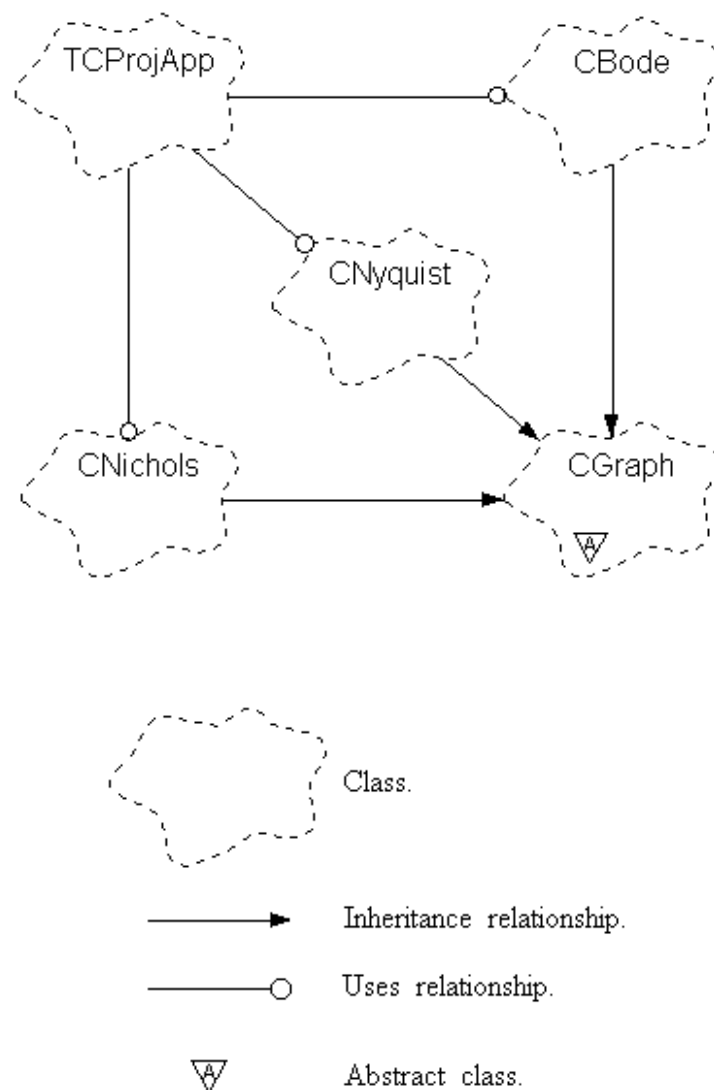 TCProjApp
CBode
CNyquist
CNichols
CGraph
A
Class.
Inheritance relationship.
Uses relationship.
A
Abstract class.